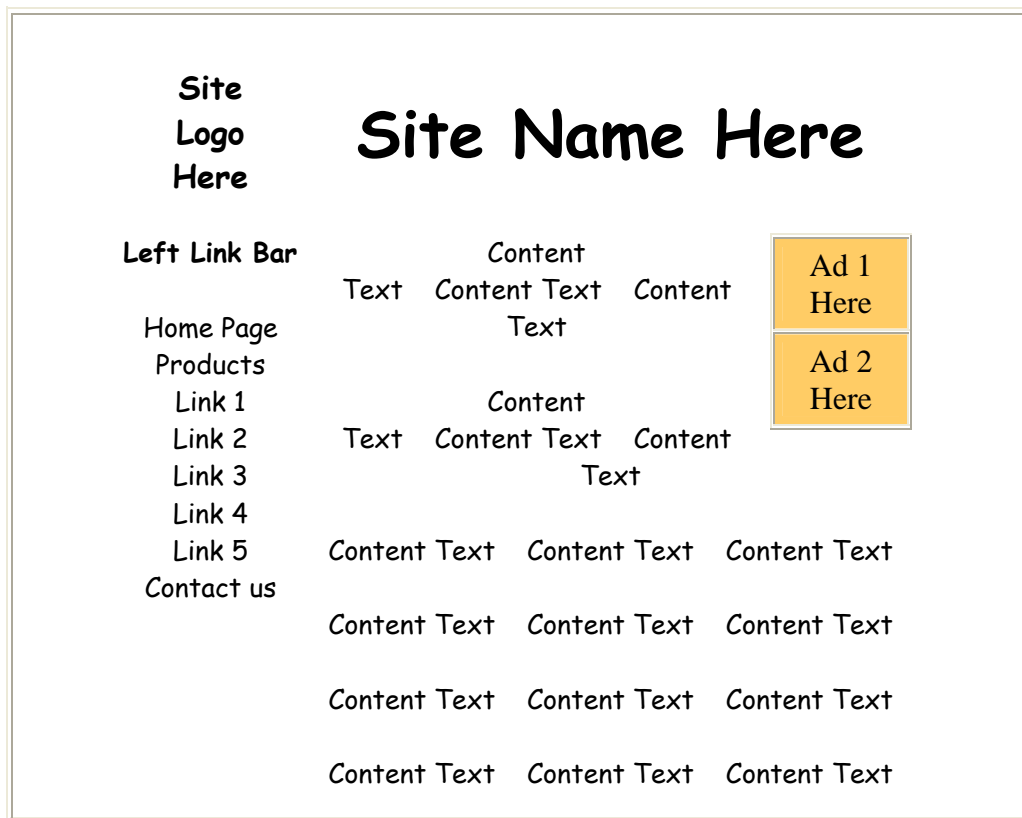 Site
Logo
Here
Site Name Here
Left Link Bar
Home Page
Products
Link 1
Link 2
Link 3
Link 4
Link 5
Contact us
Content
Text Content Text Content
Text
Content
Text Content Text Content
Text
Content Text Content Text Content Text
Content Text Content Text Content Text
Content Text Content Text Content Text
Content Text Content Text Content Text
Ad 1
Here
Ad 2
Here